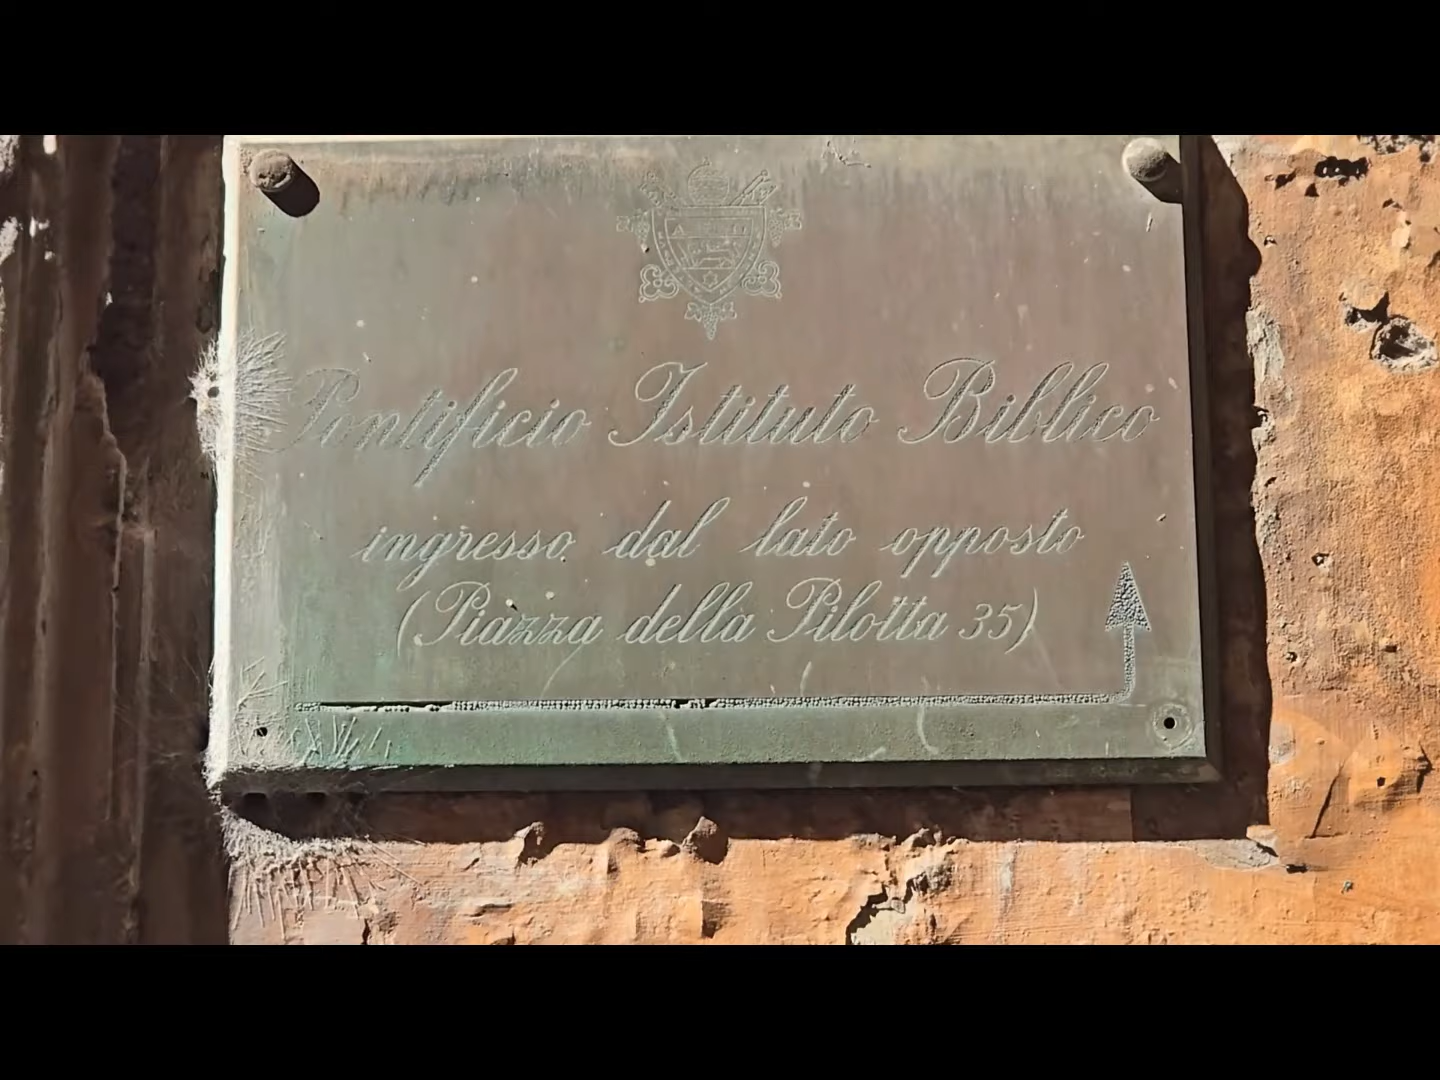 Pontificio Istituto Biblico
ingresso dal lato opposto
(Piazza della Pilotta 35)